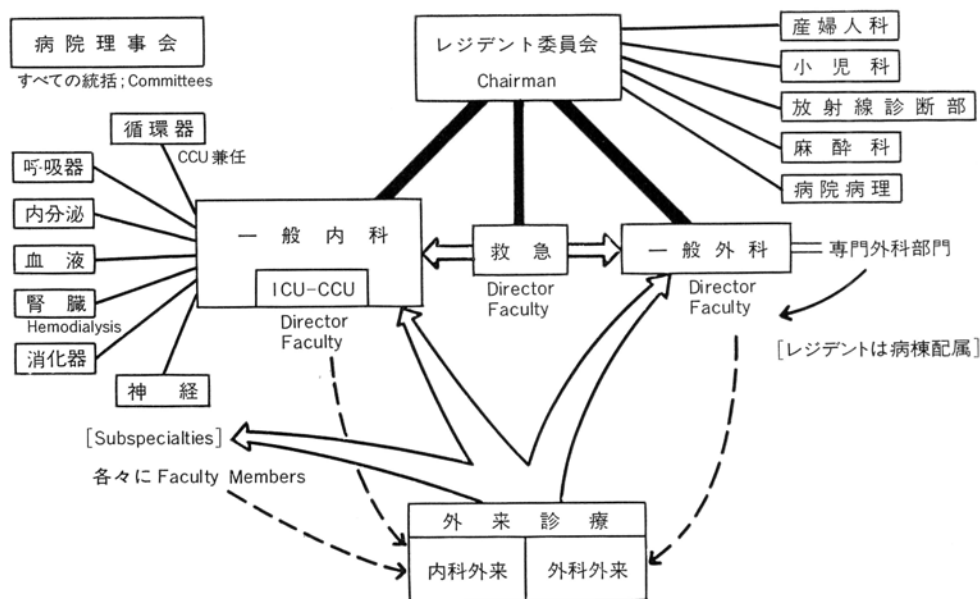 病院理事会
すべての統括；Committees
レジデント委員会
Chairman
産婦人科
小児科
放射線診断部
麻酔科
病院病理
循環器
CCU兼任
呼吸器
内分泌
血液
腎臓
Hemodialysis
消化器
神経
[Subspecialties]
各々に Faculty Members
一般内科
ICU-CCU
Director
Faculty
救急
Director
Faculty
一般外科
Director
Faculty
専門外科部門
[レジデントは病棟配属]
外来診療
内科外来
外科外来